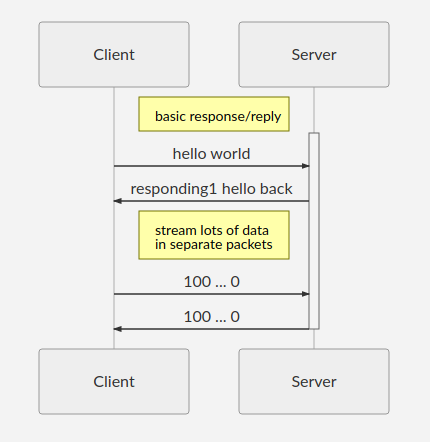 Client
Server
basic response/reply
hello world
responding1 hello back
stream lots of data
in separate packets
100 ... 0
100 ... 0
Client
Server